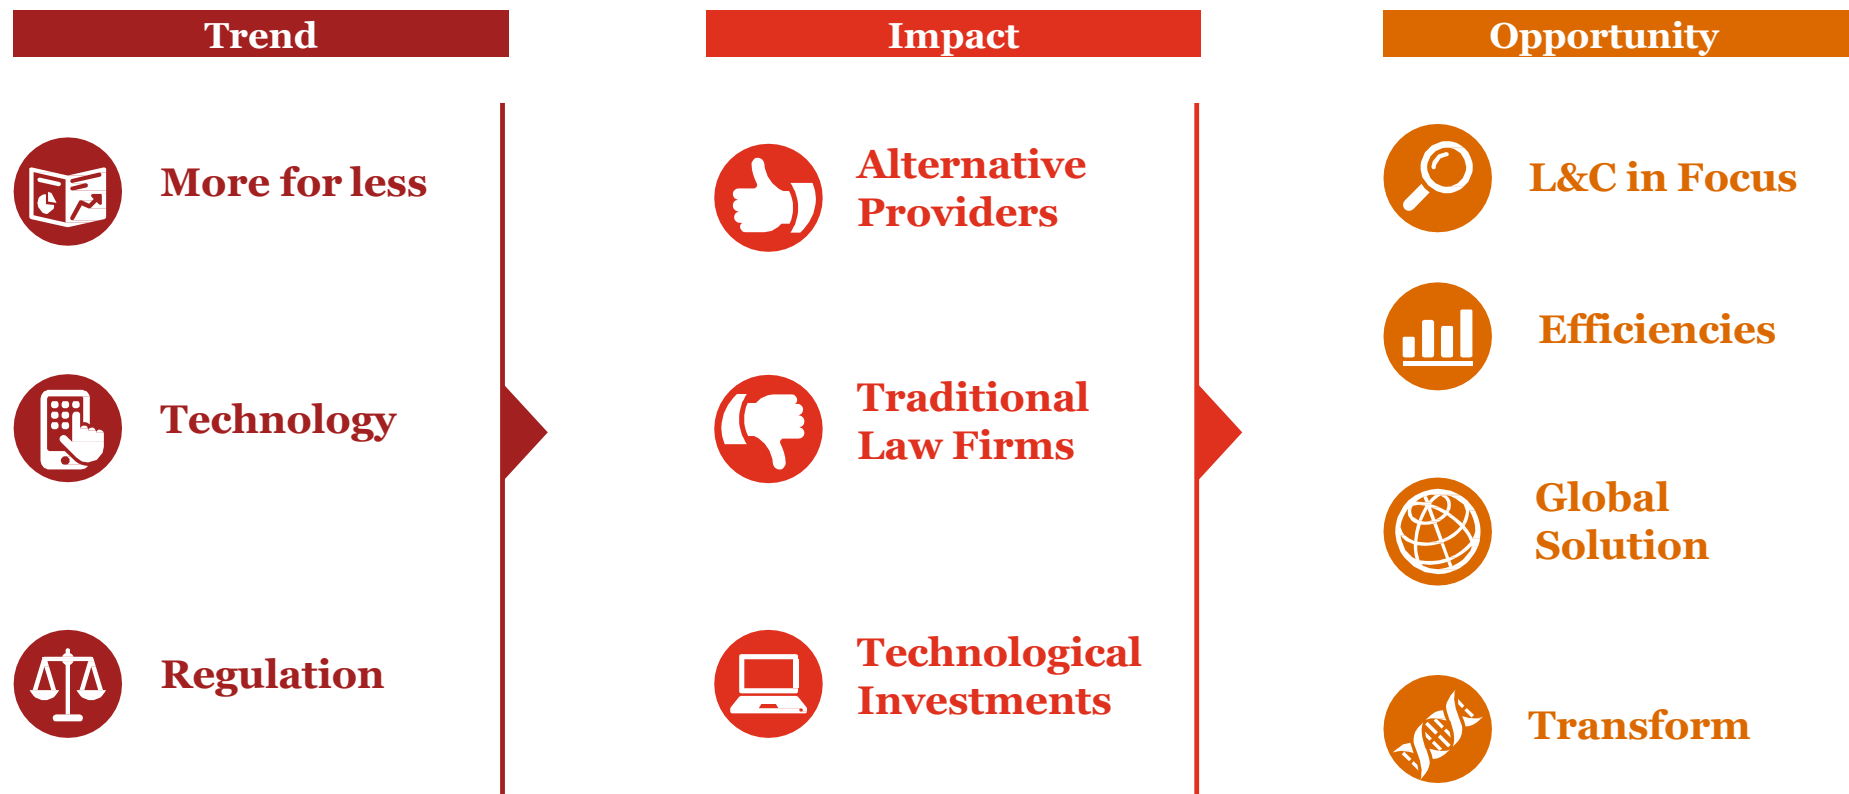 Trend
More for less
Technology
Regulation
Impact
Alternative
Providers
Traditional
Law Firms
Technological
Investments
Opportunity
L&C in Focus
Efficiencies
Global
Solution
Transform